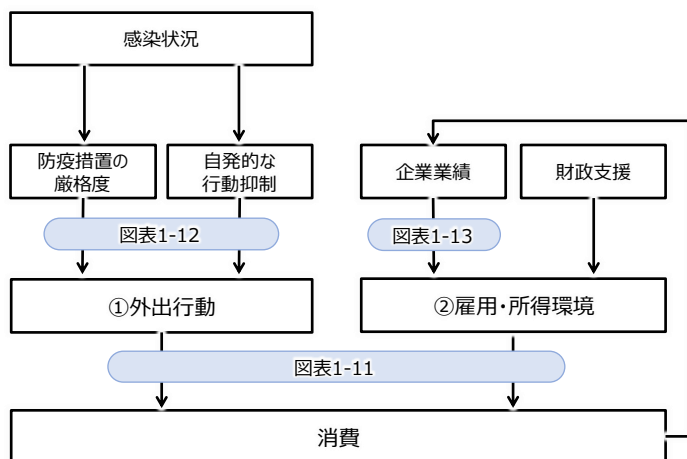 感染状況
防疫措置の
厳格度
自発的な
行動抑制
企業業績
財政支援
図表1-12
図表1-13
①外出行動
②雇用・所得環境
図表1-11
消費